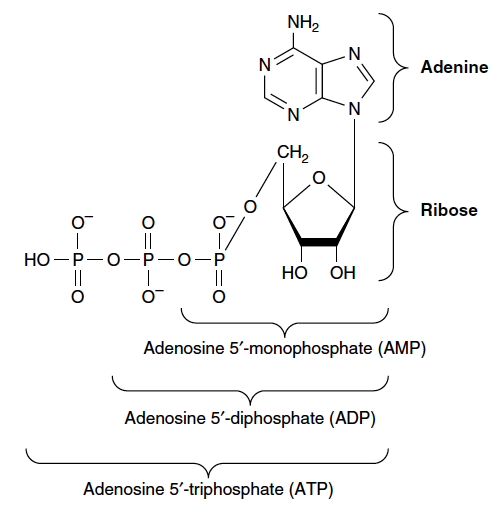 NH₂
N
N
Adenine
N
N
CH₂
O
Ribose
O
O⁻ O O⁻
HO–P–O–P–O–P
HO OH
O O⁻ O
Adenosine 5′-monophosphate (AMP)
Adenosine 5′-diphosphate (ADP)
Adenosine 5′-triphosphate (ATP)